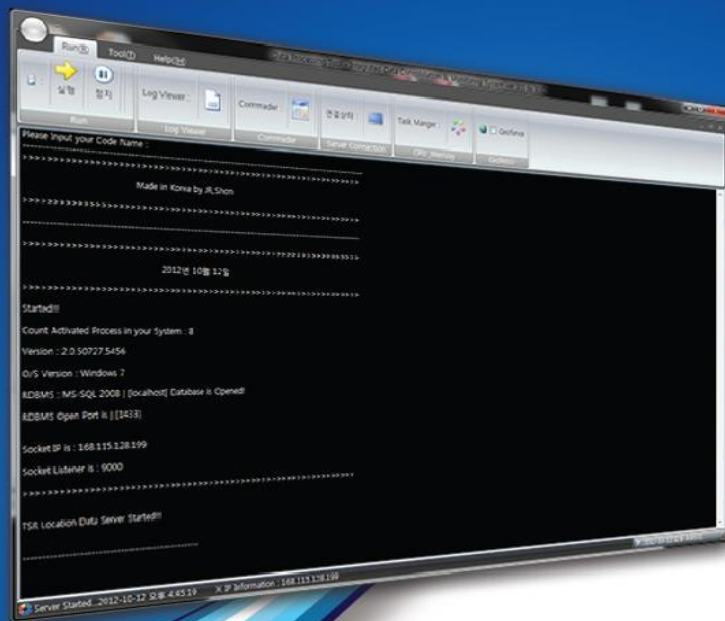 Run(R) Tool(T) Help(H)
실행 정지 Log Viewer : Commader : 연결상태 Task Manger : Geofence
Run Log Viewer Commader Server Connection CPU, Memory Geofence
Please Input your Code Name :
Made in Korea by JR.Shon
2012년 10월 12일
Started!!!
Count Activated Process in your System : 8
Version : 2.0.50727.5456
O/S Version : Windows 7
RDBMS : MS-SQL 2008 | [localhost] Database is Opened!
RDBMS Open Port is | [1433]
Socket IP is : 168.115.128.199
Socket Listener is : 9000
TSR Location Data Server Started!!!
Server Started...2012-10-12 오후 4:45:19 IP Information : 168.115.128.199